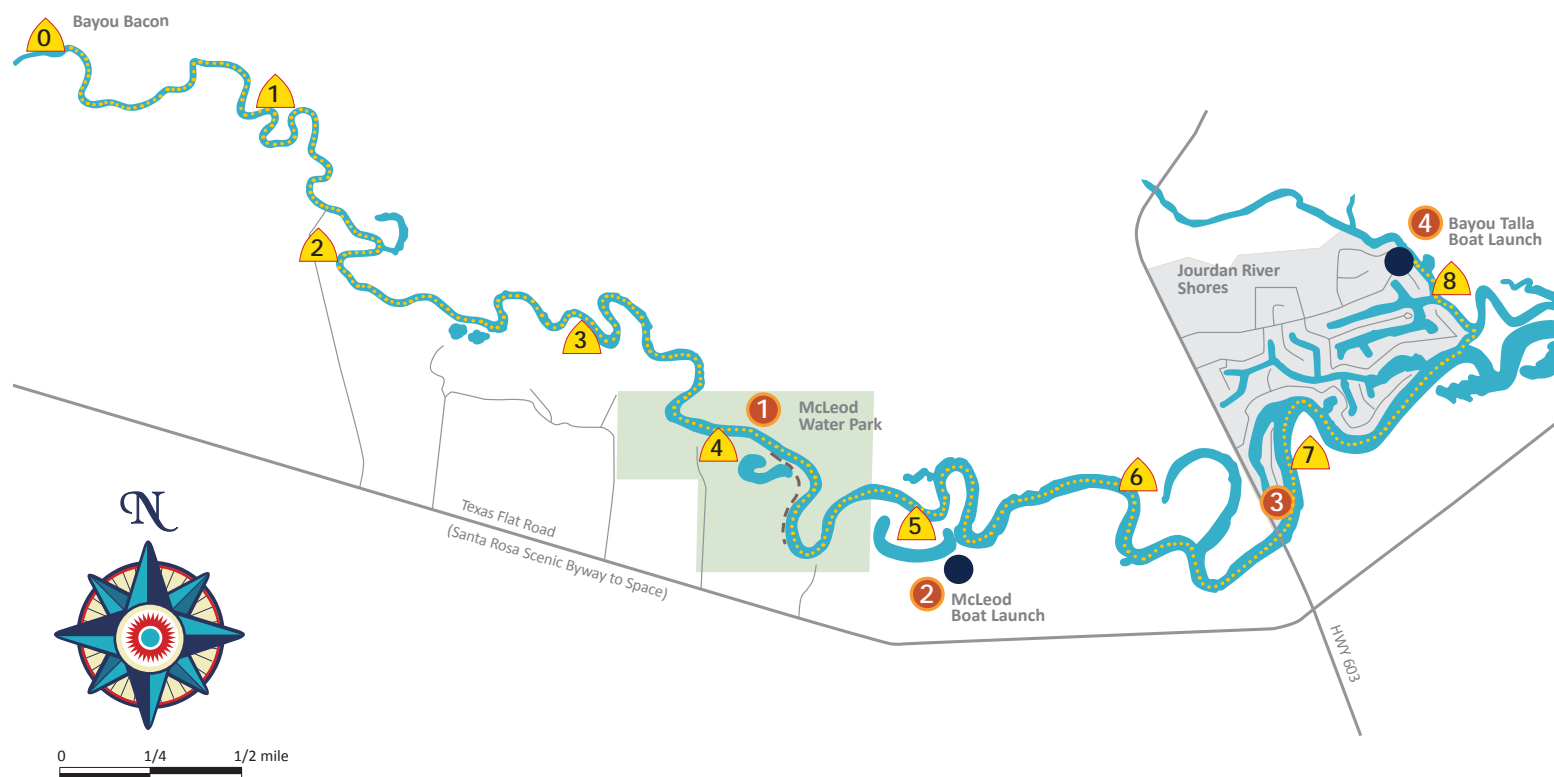 0
Bayou Bacon
1
2
3
4
1
McLeod
Water Park
5
2
McLeod
Boat Launch
6
7
3
4
Bayou Talla
Boat Launch
8
Jourdan River
Shores
Texas Flat Road
(Santa Rosa Scenic Byway to Space)
HWY 603
N
0 1/4 1/2 mile